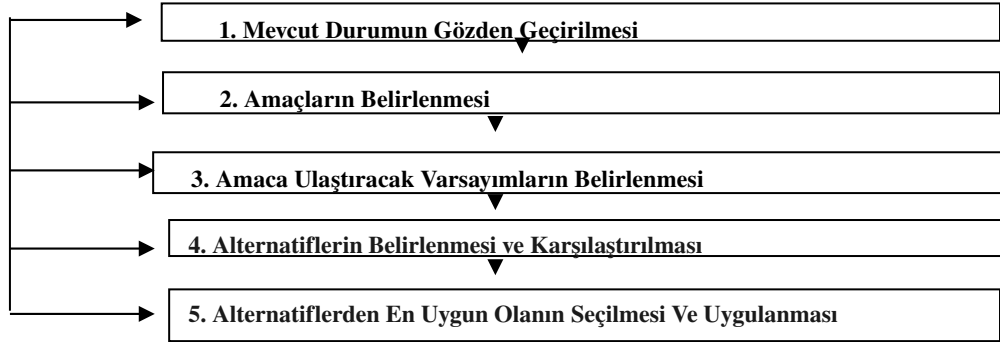 1. Mevcut Durumun Gözden Geçirilmesi
2. Amaçların Belirlenmesi
3. Amaca Ulaştıracak Varsayımların Belirlenmesi
4. Alternatiflerin Belirlenmesi ve Karşılaştırılması
5. Alternatiflerden En Uygun Olanın Seçilmesi Ve Uygulanması